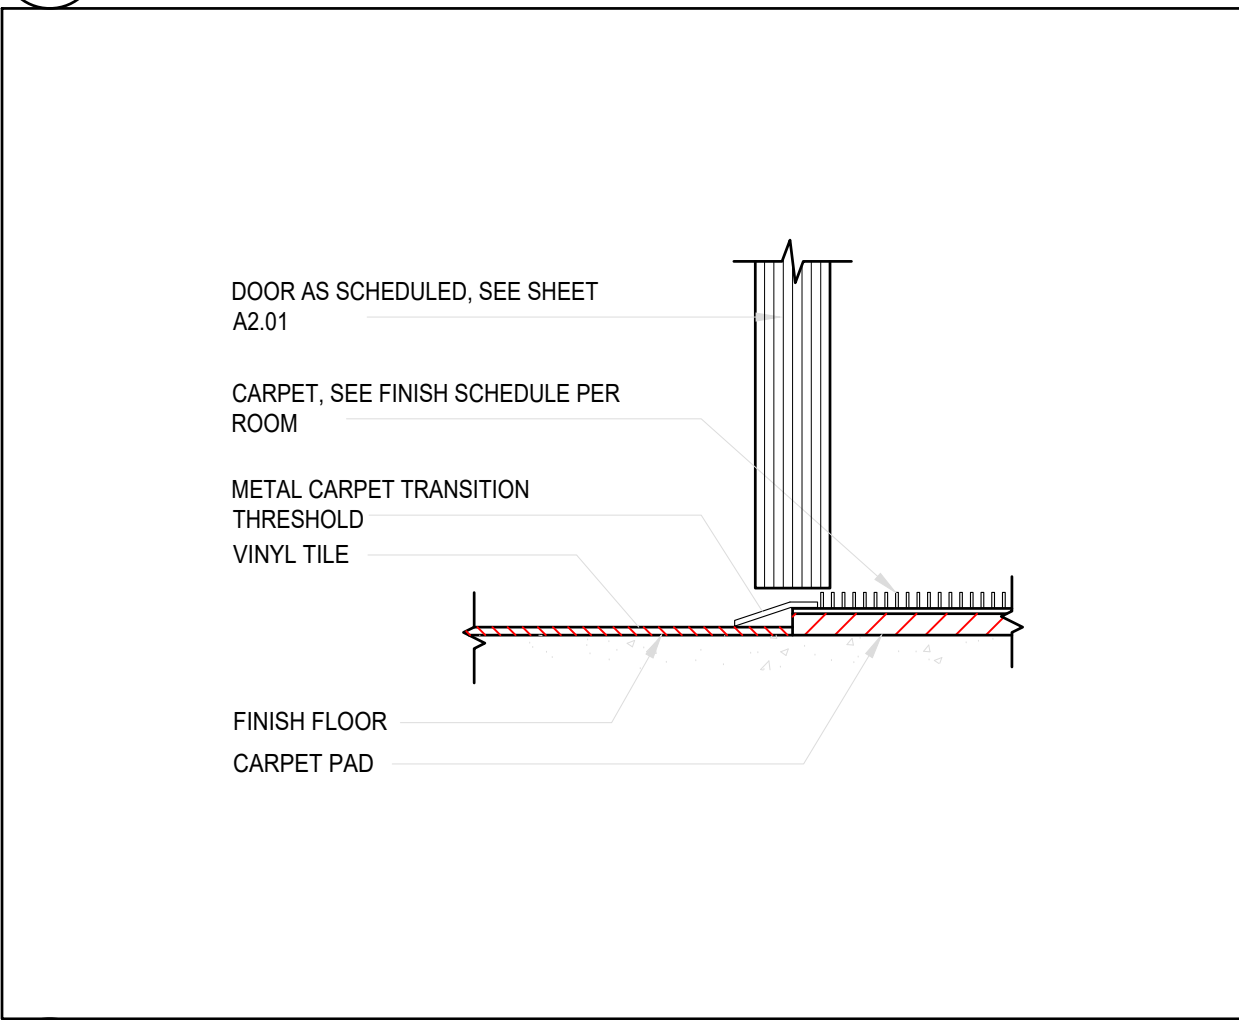 DOOR AS SCHEDULED, SEE SHEET
A2.01
CARPET, SEE FINISH SCHEDULE PER
ROOM
METAL CARPET TRANSITION
THRESHOLD
VINYL TILE
FINISH FLOOR
CARPET PAD